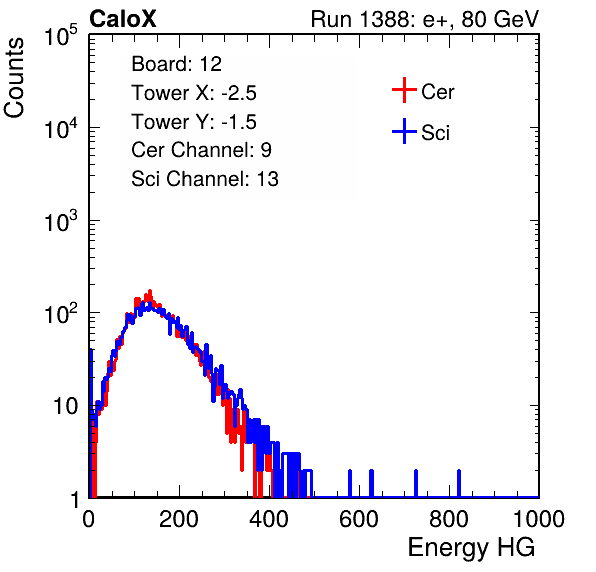 CaloX Run 1388: e+, 80 GeV
Counts
Board: 12
Tower X: -2.5
Tower Y: -1.5
Cer Channel: 9
Sci Channel: 13
Cer
Sci
10^5
10^4
10^3
10^2
10
1
0 200 400 600 800 1000
Energy HG